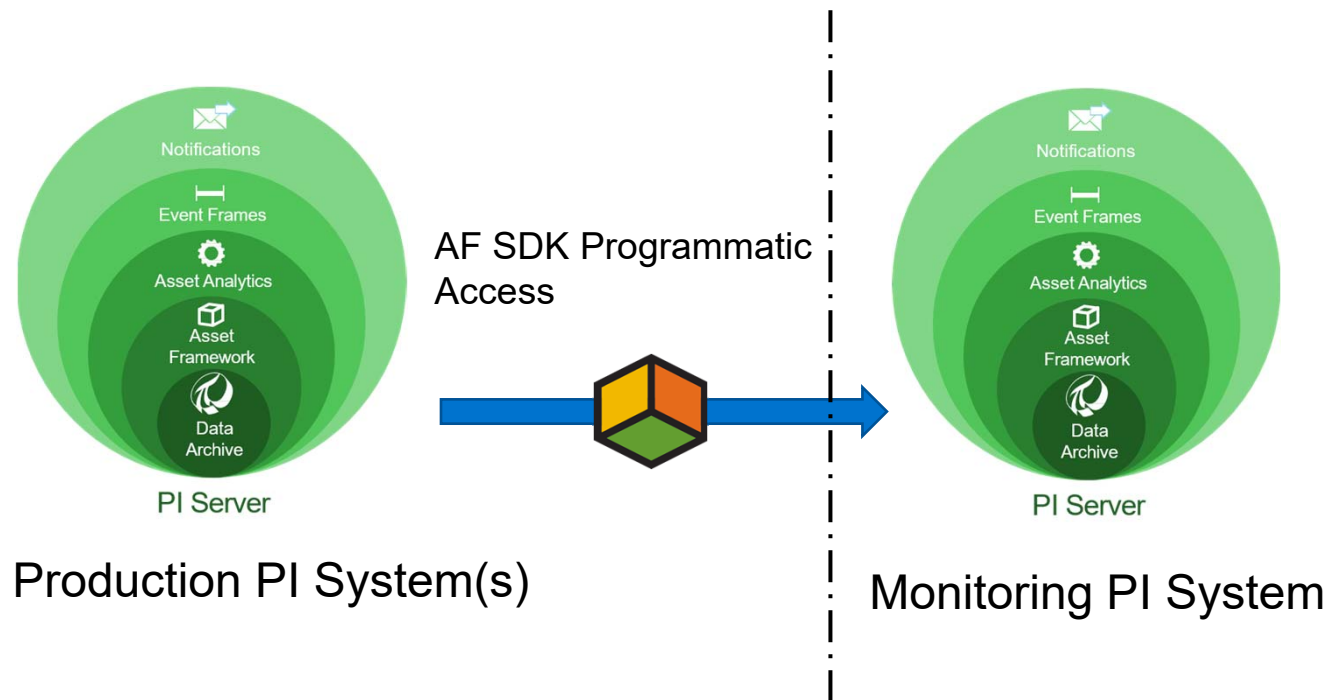 Notifications
Event Frames
Asset Analytics
Asset
Framework
Data
Archive
PI Server
Production PI System(s)
AF SDK Programmatic
Access
Notifications
Event Frames
Asset Analytics
Asset
Framework
Data
Archive
PI Server
Monitoring PI System